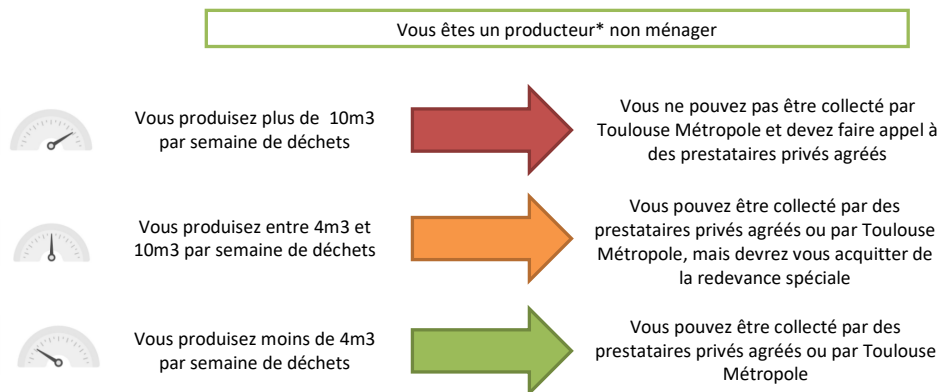 Vous êtes un producteur* non ménager
Vous produisez plus de 10m3
par semaine de déchets
Vous ne pouvez pas être collecté par
Toulouse Métropole et devez faire appel à
des prestataires privés agréés
Vous produisez entre 4m3 et
10m3 par semaine de déchets
Vous pouvez être collecté par des
prestataires privés agréés ou par Toulouse
Métropole, mais devrez vous acquitter de
la redevance spéciale
Vous produisez moins de 4m3
par semaine de déchets
Vous pouvez être collecté par des
prestataires privés agréés ou par Toulouse
Métropole